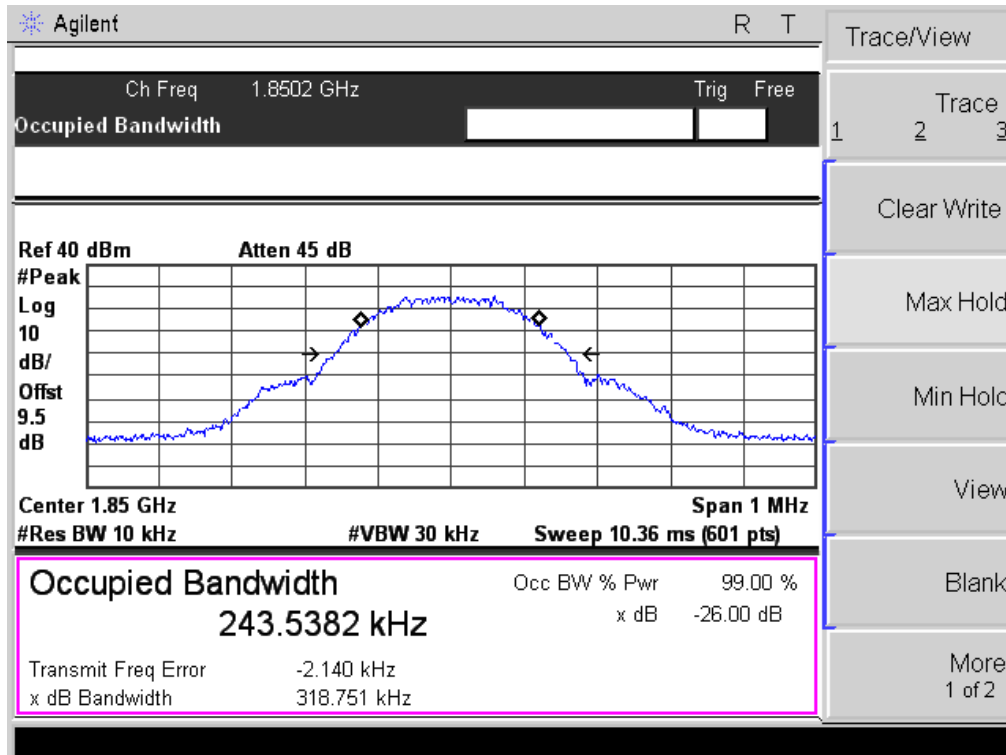 Agilent R T
Trace/View
Ch Freq 1.8502 GHz Trig Free
Occupied Bandwidth
Trace
1 2 3
Clear Write
Max Hold
Min Hold
View
Blank
More
1 of 2
Ref 40 dBm Atten 45 dB
#Peak
Log
10
dB/
Offst
9.5
dB
Center 1.85 GHz Span 1 MHz
#Res BW 10 kHz #VBW 30 kHz Sweep 10.36 ms (601 pts)
Occupied Bandwidth Occ BW % Pwr 99.00 %
243.5382 kHz x dB -26.00 dB
Transmit Freq Error -2.140 kHz
x dB Bandwidth 318.751 kHz